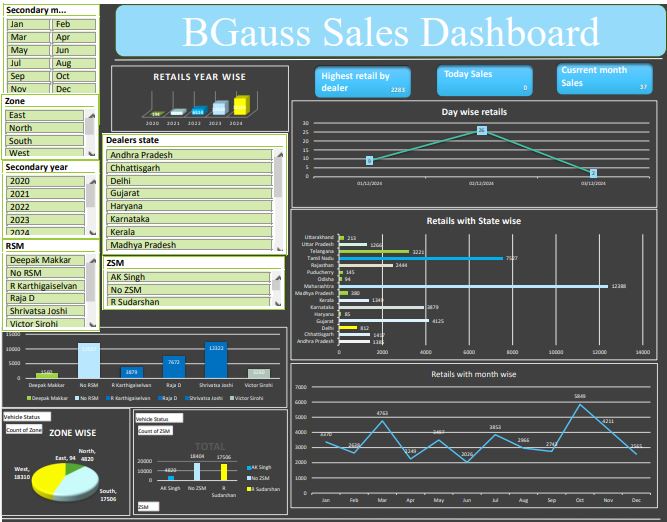 BGauss Sales Dashboard
Secondary m...
Jan Feb
Mar Apr
May Jun
Jul Aug
Sep Oct
Nov Dec
Zone
East
North
South
West
Secondary year
2020
2021
2022
2023
2024
RSM
Deepak Makkar
No RSM
R Karthigaiselvan
Raja D
Shrivatsa Joshi
Victor Sirohi
RETAILS YEAR WISE
2020 2021 2022 2023 2024
Dealers state
Andhra Pradesh
Chhattisgarh
Delhi
Gujarat
Haryana
Karnataka
Kerala
Madhya Pradesh
ZSM
AK Singh
No ZSM
R Sudarshan
Highest retail by dealer
2283
Today Sales
0
Cusrrent month Sales
37
Day wise retails
30
25
20
15
10
5
0
9
26
2
01/12/2024 02/12/2024 03/12/2024
Retails with State wise
Uttarakhand 213
Uttar Pradesh 1266
Telangana 3221
Tamil Nadu 7527
Rajasthan 2444
Puducherry 145
Odisha 94
Maharashtra 12388
Madhya Pradesh 380
Kerala 1349
Karnataka 3879
Haryana 85
Gujarat 4125
Delhi 812
Chhattisgarh
Andhra Pradesh
0 2000 4000 6000 8000 10000 12000 14000
15000
10000
5000
0
3879
7672
12322
Deepak Makkar No RSM R Karthigaiselvan Raja D Shrivatsa Joshi Victor Sirohi
Deepak Makkar No RSM R Karthigaiselvan Raja D Shrivatsa Joshi Victor Sirohi
Vehicle Status
Count of Zone
ZONE WISE
East, 94
North, 4820
West, 18310
South, 17506
Vehicle Status
Count of ZSM
TOTAL
20000
10000
0
4820
18404
17506
AK Singh No ZSM R Sudarshan
AK Singh
No ZSM
R Sudarshan
ZSM
Retails with month wise
7000
6000
5000
4000
3000
2000
1000
0
3370
4763
2249
3497
2026
3853
2966
5849
4211
2565
Jan Feb Mar Apr May Jun Jul Aug Sep Oct Nov Dec